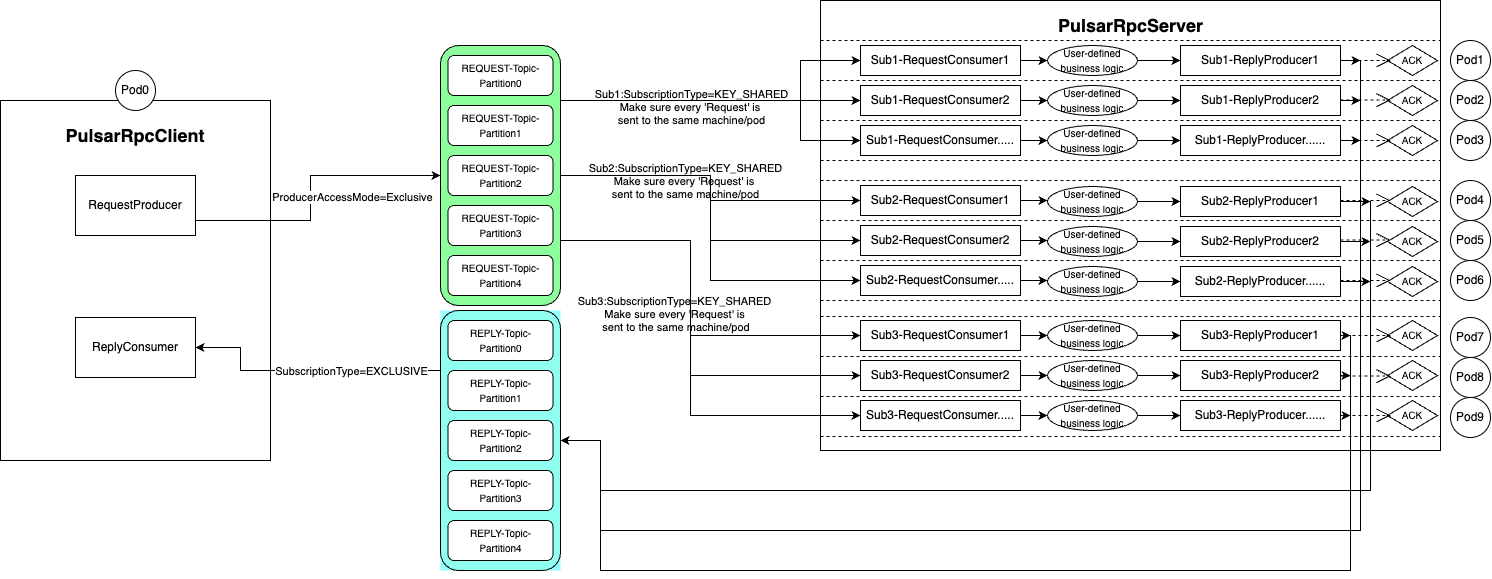 Pod0
PulsarRpcClient
RequestProducer
ReplyConsumer
ProducerAccessMode=Exclusive
SubscriptionType=EXCLUSIVE
REQUEST-Topic-
Partition0
REQUEST-Topic-
Partition1
REQUEST-Topic-
Partition2
REQUEST-Topic-
Partition3
REQUEST-Topic-
Partition4
REPLY-Topic-
Partition0
REPLY-Topic-
Partition1
REPLY-Topic-
Partition2
REPLY-Topic-
Partition3
REPLY-Topic-
Partition4
Sub1:SubscriptionType=KEY_SHARED
Make sure every 'Request' is
sent to the same machine/pod
Sub2:SubscriptionType=KEY_SHARED
Make sure every 'Request' is
sent to the same machine/pod
Sub3:SubscriptionType=KEY_SHARED
Make sure every 'Request' is
sent to the same machine/pod
PulsarRpcServer
Sub1-RequestConsumer1
User-defined
business logic
Sub1-ReplyProducer1
ACK
Pod1
Sub1-RequestConsumer2
User-defined
business logic
Sub1-ReplyProducer2
ACK
Pod2
Sub1-RequestConsumer.....
User-defined
business logic
Sub1-ReplyProducer......
ACK
Pod3
Sub2-RequestConsumer1
User-defined
business logic
Sub2-ReplyProducer1
ACK
Pod4
Sub2-RequestConsumer2
User-defined
business logic
Sub2-ReplyProducer2
ACK
Pod5
Sub2-RequestConsumer.....
User-defined
business logic
Sub2-ReplyProducer......
ACK
Pod6
Sub3-RequestConsumer1
User-defined
business logic
Sub3-ReplyProducer1
ACK
Pod7
Sub3-RequestConsumer2
User-defined
business logic
Sub3-ReplyProducer2
ACK
Pod8
Sub3-RequestConsumer.....
User-defined
business logic
Sub3-ReplyProducer......
ACK
Pod9